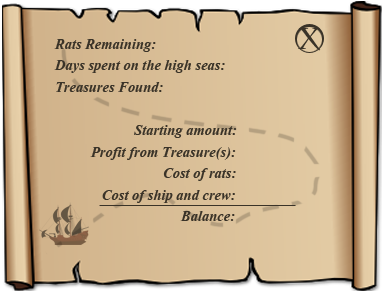 Rats Remaining:
Days spent on the high seas:
Treasures Found:
Starting amount:
Profit from Treasure(s):
Cost of rats:
Cost of ship and crew:
Balance: